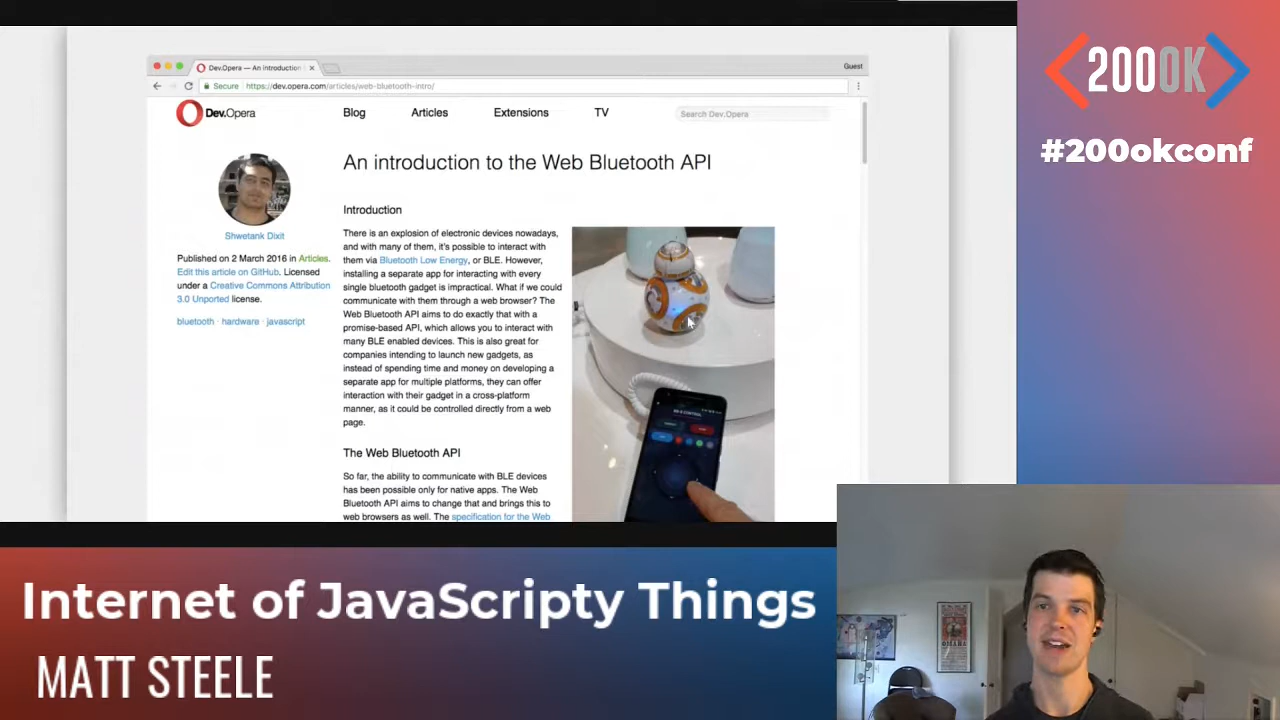 Dev.Opera — An introduction
Guest
Secure
https://dev.opera.com/articles/web-bluetooth-intro/
Dev.Opera
Blog
Articles
Extensions
TV
Search Dev.Opera
An introduction to the Web Bluetooth API
Shwetank Dixit
Published on 2 March 2016 in Articles.
Edit this article on GitHub. Licensed
under a Creative Commons Attribution
3.0 Unported license.
bluetooth · hardware · javascript
Introduction
There is an explosion of electronic devices nowadays,
and with many of them, it's possible to interact with
them via Bluetooth Low Energy, or BLE. However,
installing a separate app for interacting with every
single bluetooth gadget is impractical. What if we could
communicate with them through a web browser? The
Web Bluetooth API aims to do exactly that with a
promise-based API, which allows you to interact with
many BLE enabled devices. This is also great for
companies intending to launch new gadgets, as
instead of spending time and money on developing a
separate app for multiple platforms, they can offer
interaction with their gadget in a cross-platform
manner, as it could be controlled directly from a web
page.
The Web Bluetooth API
So far, the ability to communicate with BLE devices
has been possible only for native apps. The Web
Bluetooth API aims to change that and brings this to
web browsers as well. The specification for the Web
200OK
#200okconf
Internet of JavaScripty Things
MATT STEELE
OMAHA